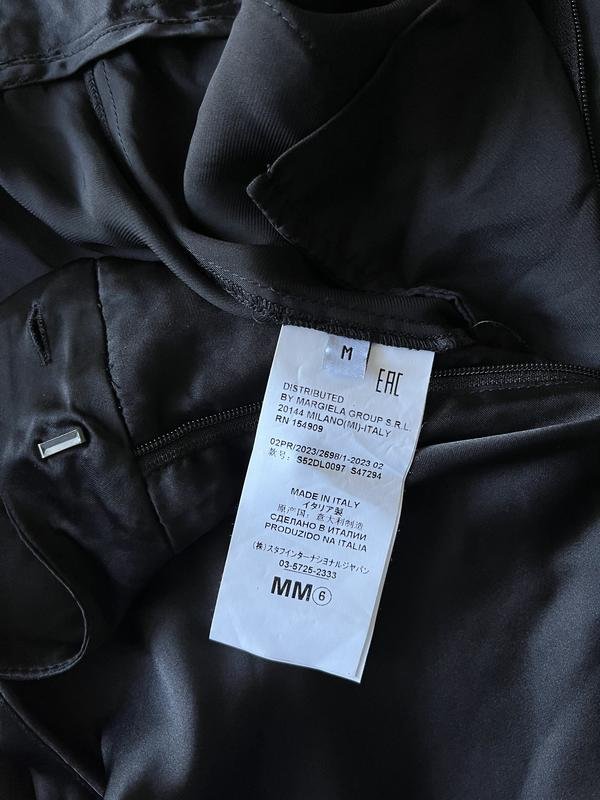 M
EAC
DISTRIBUTED
BY MARGIELA GROUP S.R.L.
20144 MILANO(MI)-ITALY
RN 154909
02PR/2023/2698/1-2023 02
款号: S52DL0097 S47294
MADE IN ITALY
イタリア製
原产国: 意大利制造
СДЕЛАНО В ИТАЛИИ
PRODUZIDO NA ITALIA
(株)スタッフインターナショナルジャパン
03-5725-2333
MM⑥